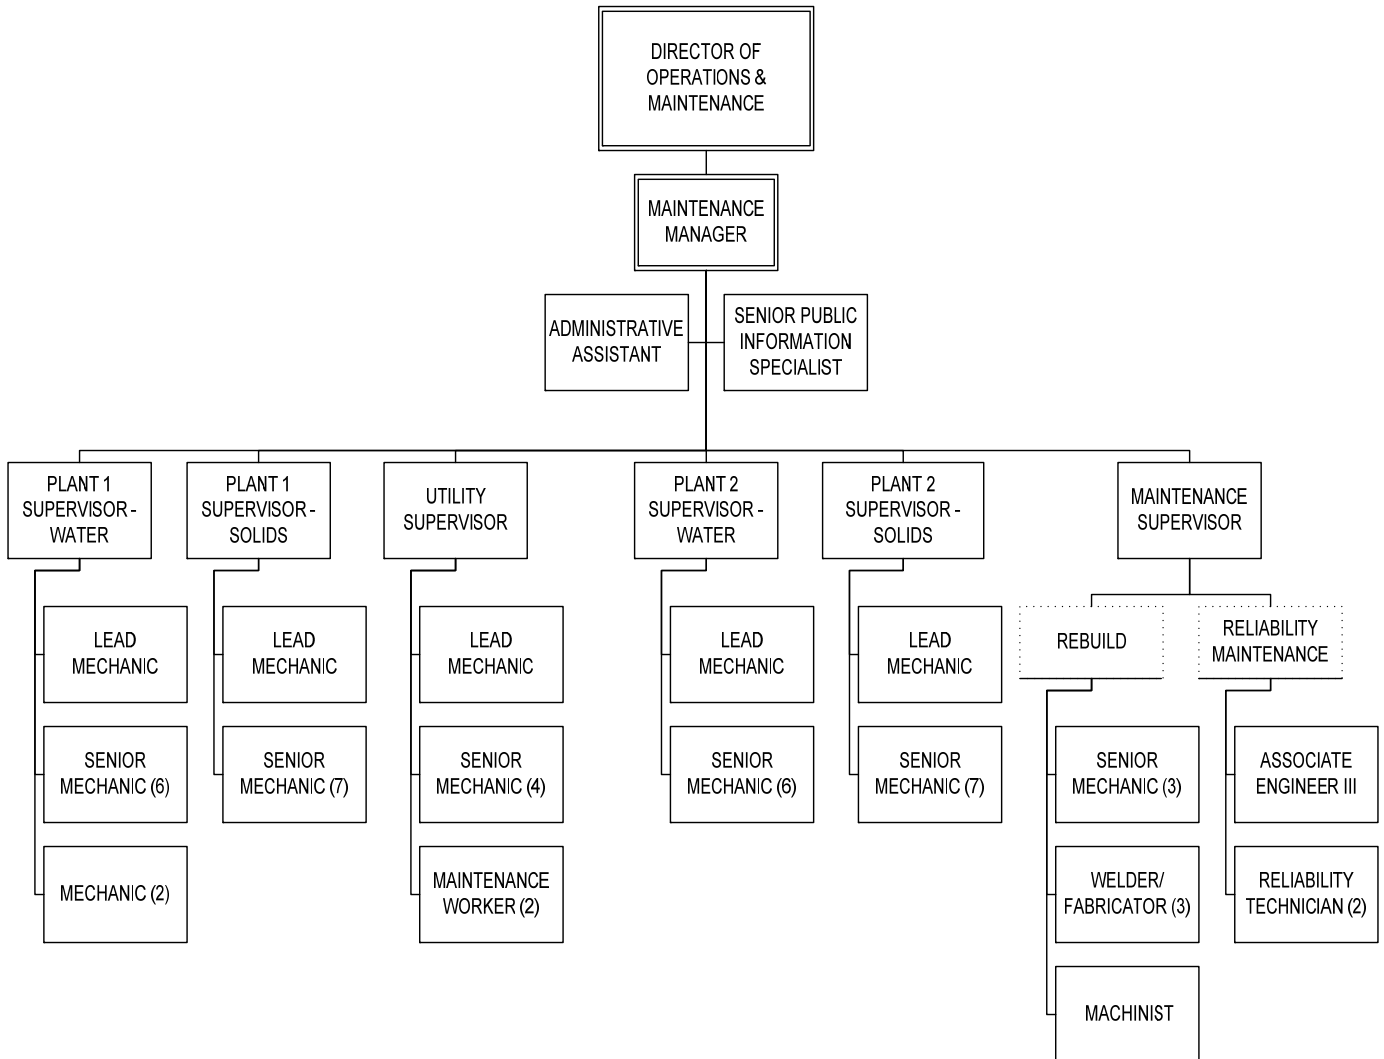 DIRECTOR OF
OPERATIONS &
MAINTENANCE
MAINTENANCE
MANAGER
ADMINISTRATIVE
ASSISTANT
SENIOR PUBLIC
INFORMATION
SPECIALIST
PLANT 1
SUPERVISOR -
WATER
PLANT 1
SUPERVISOR -
SOLIDS
UTILITY
SUPERVISOR
PLANT 2
SUPERVISOR -
WATER
PLANT 2
SUPERVISOR -
SOLIDS
MAINTENANCE
SUPERVISOR
LEAD
MECHANIC
LEAD
MECHANIC
LEAD
MECHANIC
LEAD
MECHANIC
LEAD
MECHANIC
REBUILD
RELIABILITY
MAINTENANCE
SENIOR
MECHANIC (6)
SENIOR
MECHANIC (7)
SENIOR
MECHANIC (4)
SENIOR
MECHANIC (6)
SENIOR
MECHANIC (7)
SENIOR
MECHANIC (3)
ASSOCIATE
ENGINEER III
MECHANIC (2)
MAINTENANCE
WORKER (2)
WELDER/
FABRICATOR (3)
RELIABILITY
TECHNICIAN (2)
MACHINIST